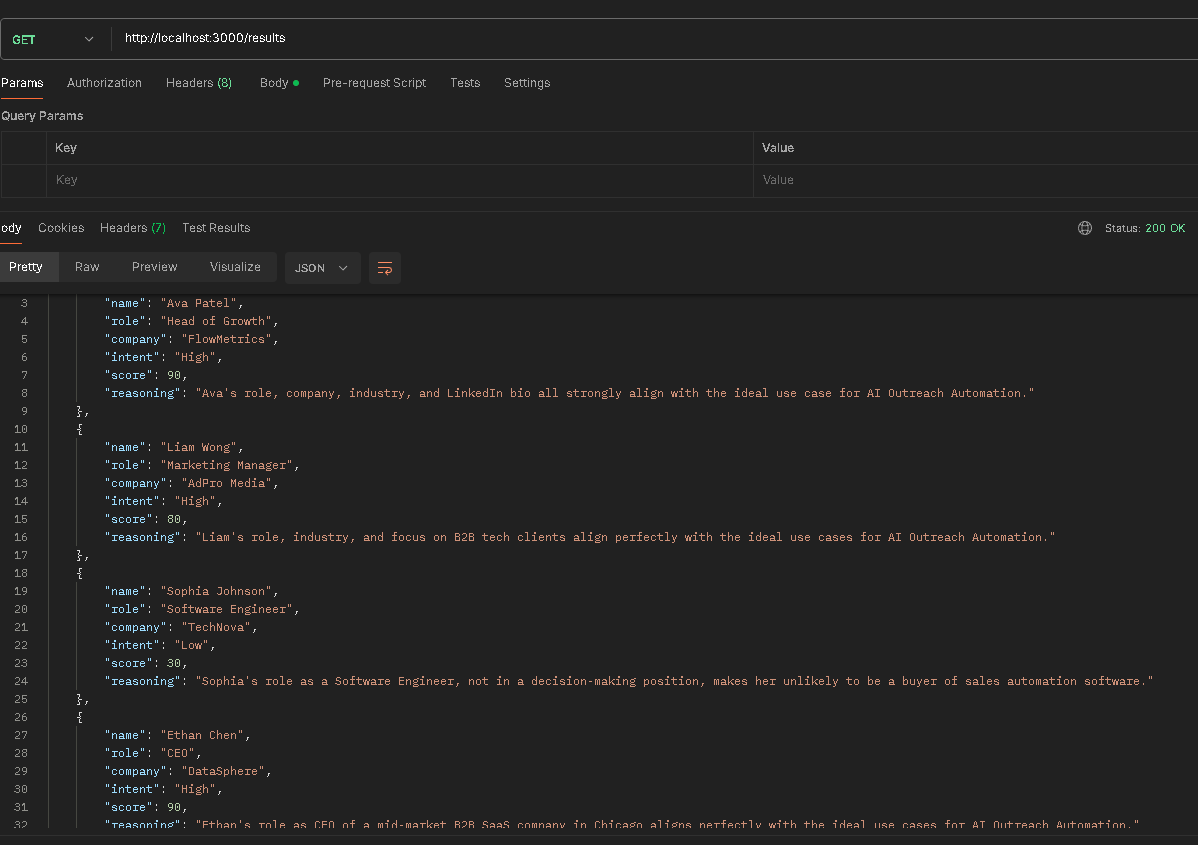 GET http://localhost:3000/results
Params Authorization Headers (8) Body Pre-request Script Tests Settings
Query Params
Key Value
Key Value
ody Cookies Headers (7) Test Results Status: 200 OK
Pretty Raw Preview Visualize JSON
3 "name": "Ava Patel",
4 "role": "Head of Growth",
5 "company": "FlowMetrics",
6 "intent": "High",
7 "score": 90,
8 "reasoning": "Ava's role, company, industry, and LinkedIn bio all strongly align with the ideal use case for AI Outreach Automation."
9 },
10 {
11 "name": "Liam Wong",
12 "role": "Marketing Manager",
13 "company": "AdPro Media",
14 "intent": "High",
15 "score": 80,
16 "reasoning": "Liam's role, industry, and focus on B2B tech clients align perfectly with the ideal use cases for AI Outreach Automation."
17 },
18 {
19 "name": "Sophia Johnson",
20 "role": "Software Engineer",
21 "company": "TechNova",
22 "intent": "Low",
23 "score": 30,
24 "reasoning": "Sophia's role as a Software Engineer, not in a decision-making position, makes her unlikely to be a buyer of sales automation software."
25 },
26 {
27 "name": "Ethan Chen",
28 "role": "CEO",
29 "company": "DataSphere",
30 "intent": "High",
31 "score": 90,
32 "reasoning": "Ethan's role as CEO of a mid-market B2B SaaS company in Chicago aligns perfectly with the ideal use cases for AI Outreach Automation."